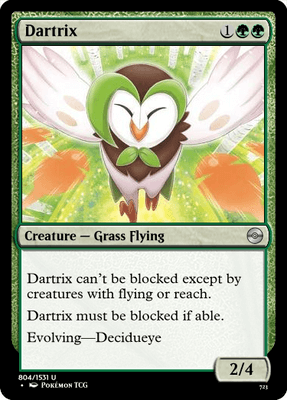 Dartrix 1
Creature — Grass Flying
Dartrix can't be blocked except by
creatures with flying or reach.
Dartrix must be blocked if able.
Evolving—Decidueye
2/4
804/1531 U
• Pokémon TCG
721